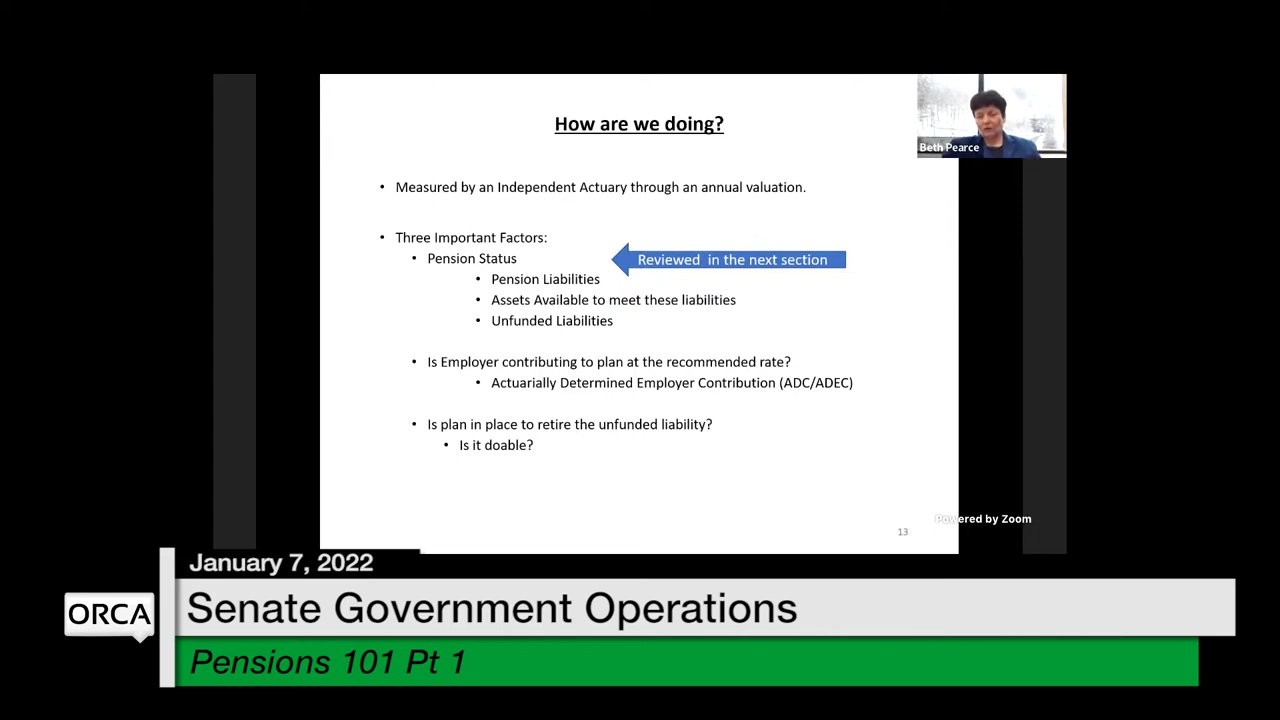 How are we doing?
Beth Pearce
• Measured by an Independent Actuary through an annual valuation.
• Three Important Factors:
• Pension Status
Reviewed in the next section
• Pension Liabilities
• Assets Available to meet these liabilities
• Unfunded Liabilities
• Is Employer contributing to plan at the recommended rate?
• Actuarially Determined Employer Contribution (ADC/ADEC)
• Is plan in place to retire the unfunded liability?
• Is it doable?
Powered by Zoom
13
January 7, 2022
ORCA
Senate Government Operations
Pensions 101 Pt 1